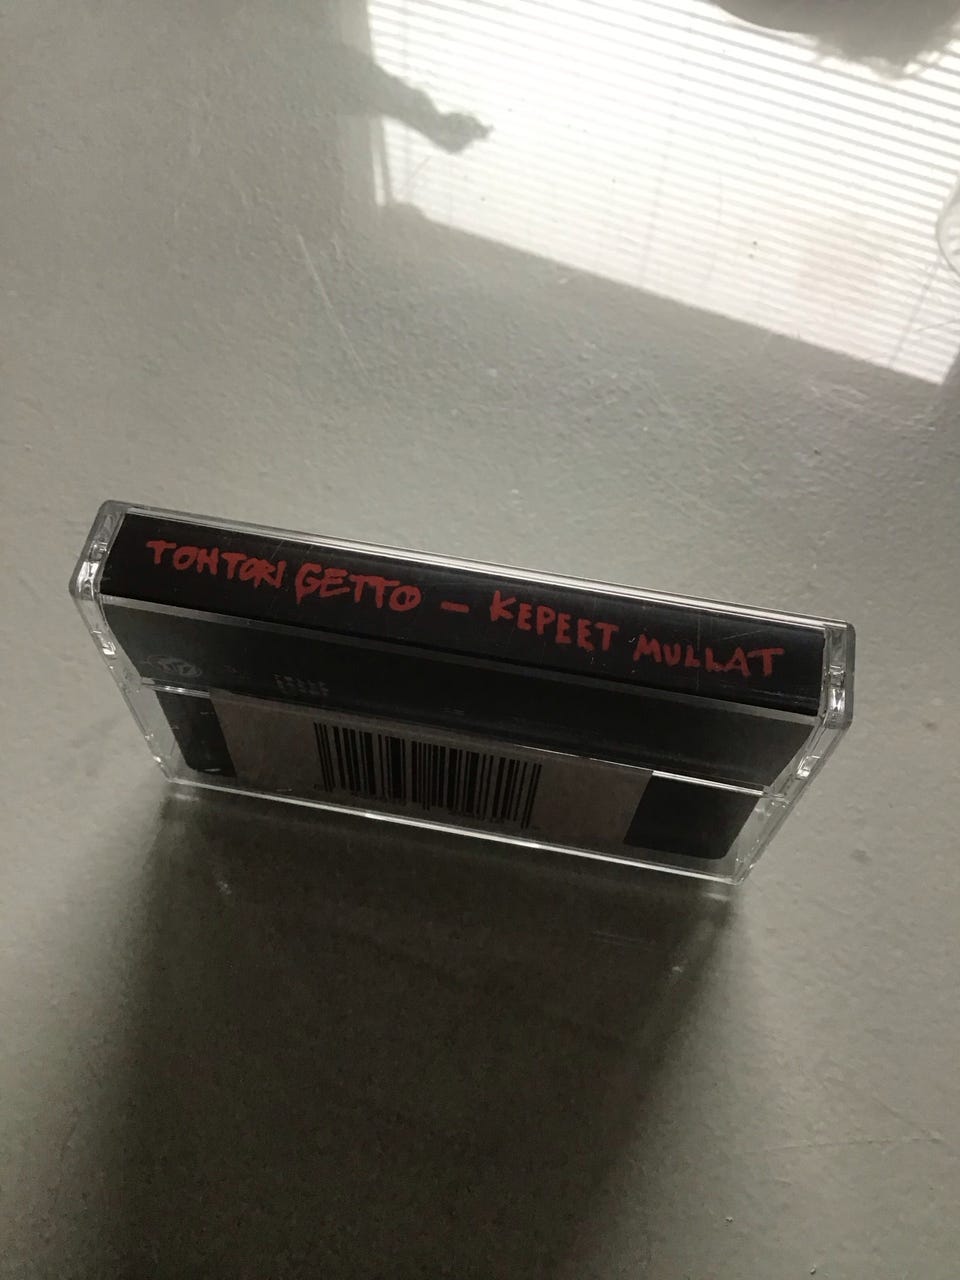 TOHTORI GETTO – KEPEET MULLAT